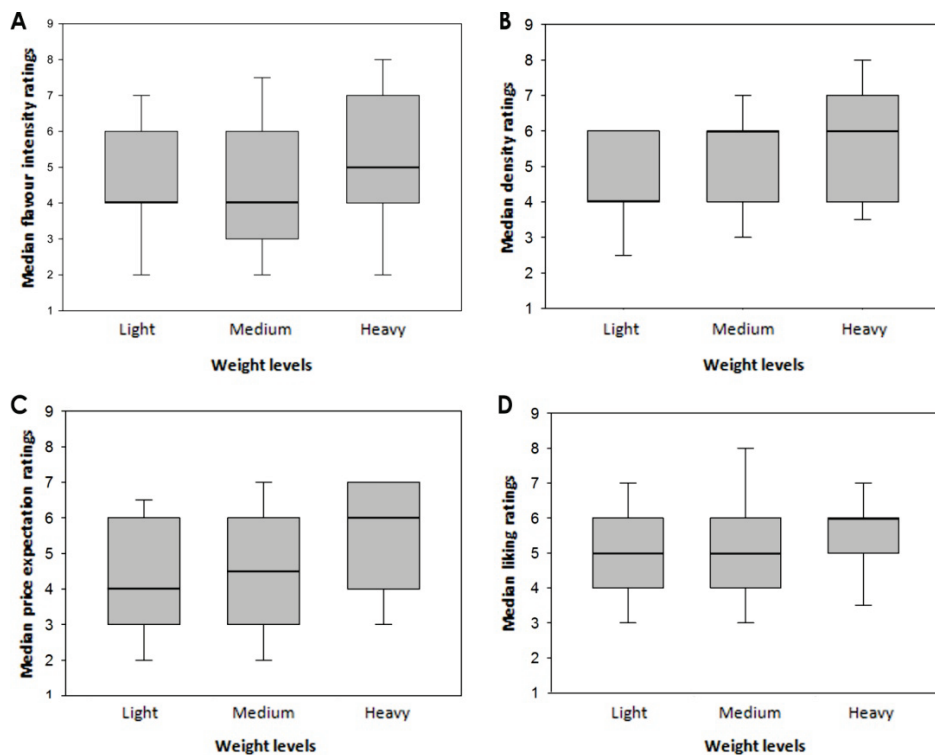 A
Median flavour intensity ratings
9
8
7
6
5
4
3
2
1
Light Medium Heavy
Weight levels
B
Median density ratings
9
8
7
6
5
4
3
2
1
Light Medium Heavy
Weight levels
C
Median price expectation ratings
9
8
7
6
5
4
3
2
1
Light Medium Heavy
Weight levels
D
Median liking ratings
9
8
7
6
5
4
3
2
1
Light Medium Heavy
Weight levels